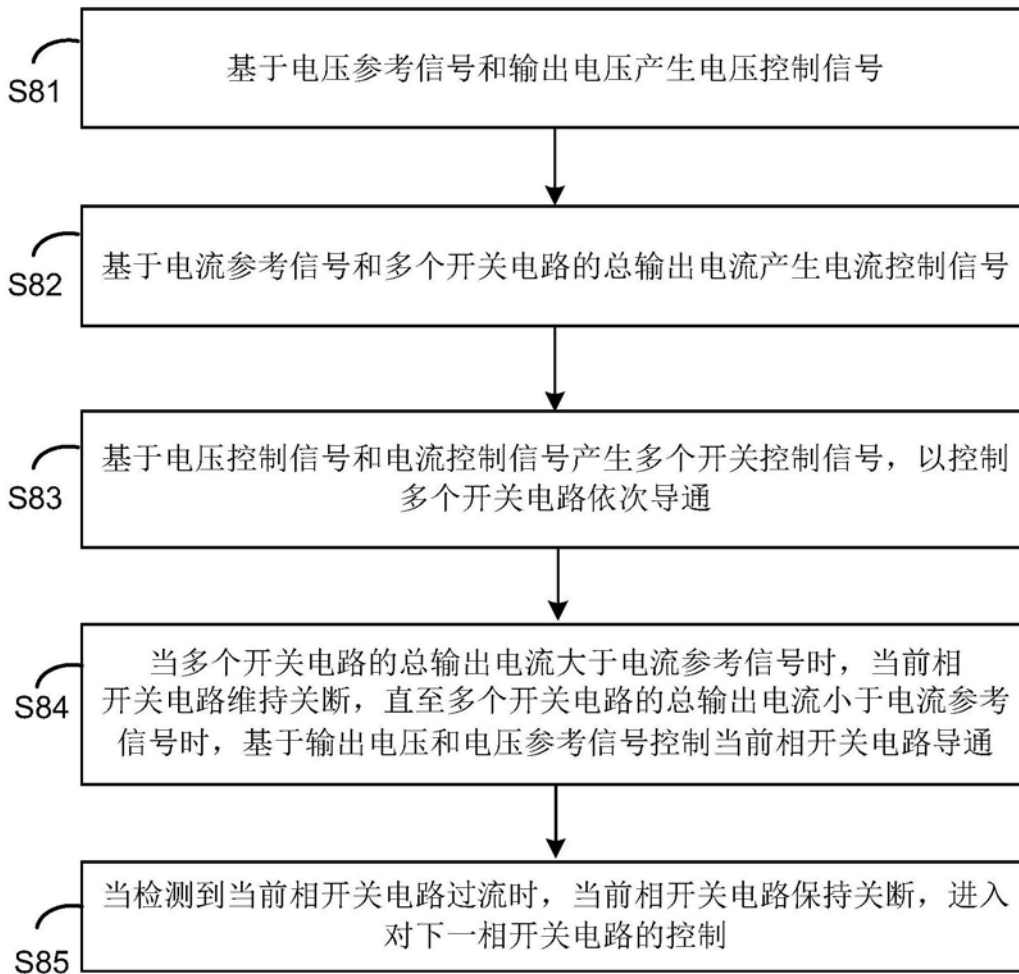 S81
基于电压参考信号和输出电压产生电压控制信号
S82
基于电流参考信号和多个开关电路的总输出电流产生电流控制信号
S83
基于电压控制信号和电流控制信号产生多个开关控制信号，以控制
多个开关电路依次导通
S84
当多个开关电路的总输出电流大于电流参考信号时，当前相
开关电路维持关断，直至多个开关电路的总输出电流小于电流参考
信号时，基于输出电压和电压参考信号控制当前相开关电路导通
S85
当检测到当前相开关电路过流时，当前相开关电路保持关断，进入
对下一相开关电路的控制